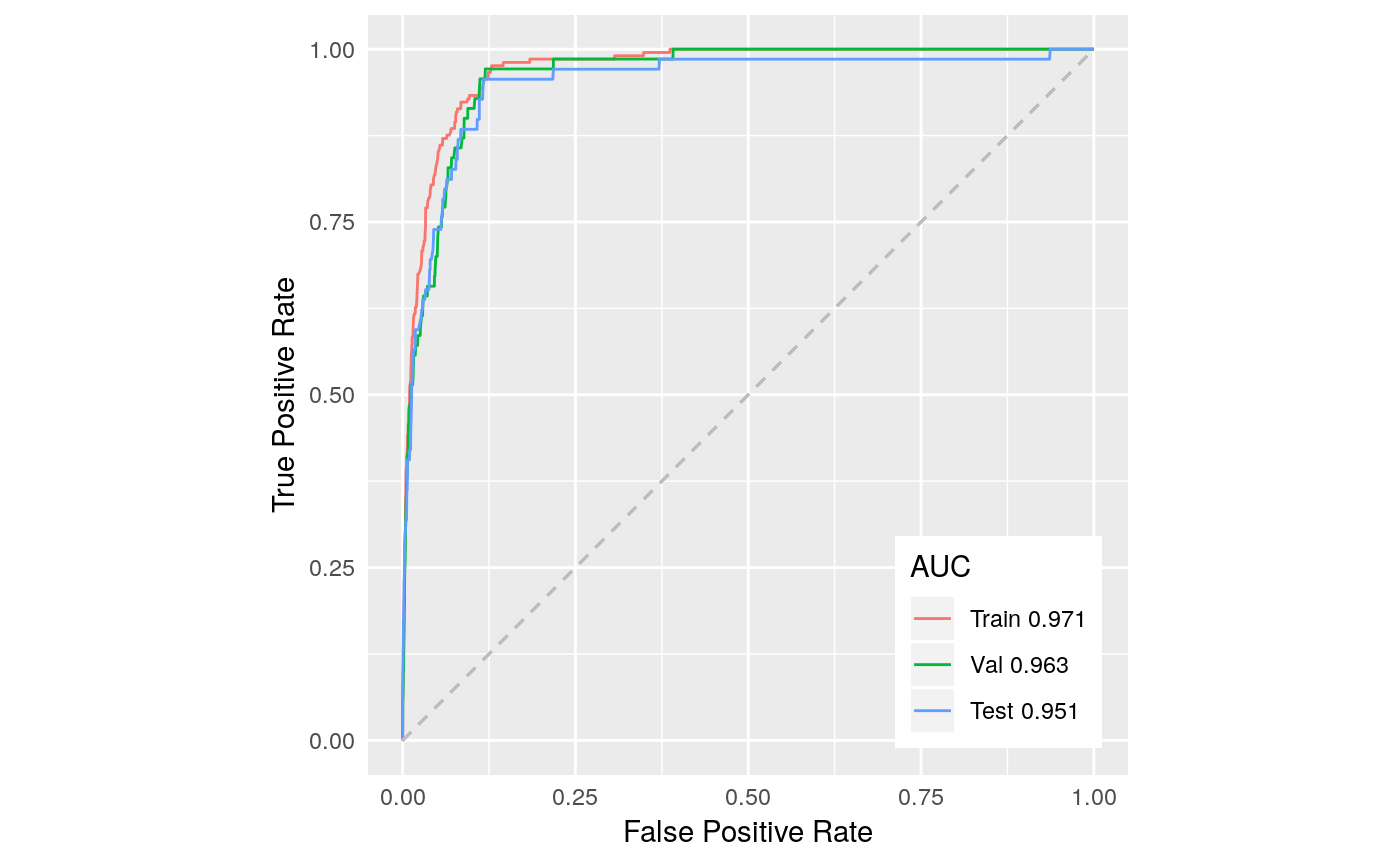 1.00
0.75
0.50
0.25
0.00
True Positive Rate
0.00 0.25 0.50 0.75 1.00
False Positive Rate
AUC
Train 0.971
Val 0.963
Test 0.951